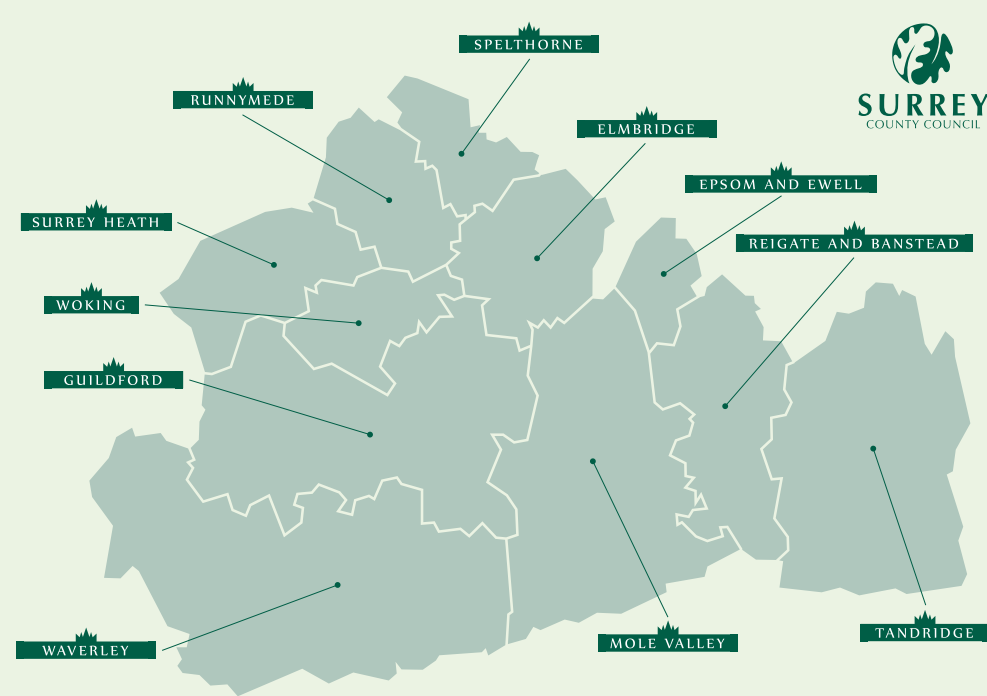 SPELTHORNE
RUNNYMEDE
SURREY
COUNTY COUNCIL
ELMBRIDGE
EPSOM AND EWELL
SURREY HEATH
REIGATE AND BANSTEAD
WOKING
GUILDFORD
TANDRIDGE
MOLE VALLEY
WAVERLEY